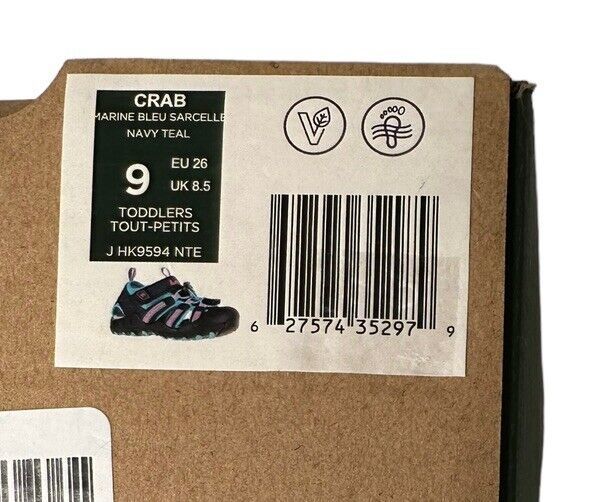 CRAB
MARINE BLEU SARCELLE
NAVY TEAL
9
EU 26
UK 8.5
TODDLERS
TOUT-PETITS
J HK9594 NTE
V
6 27574 35297 9